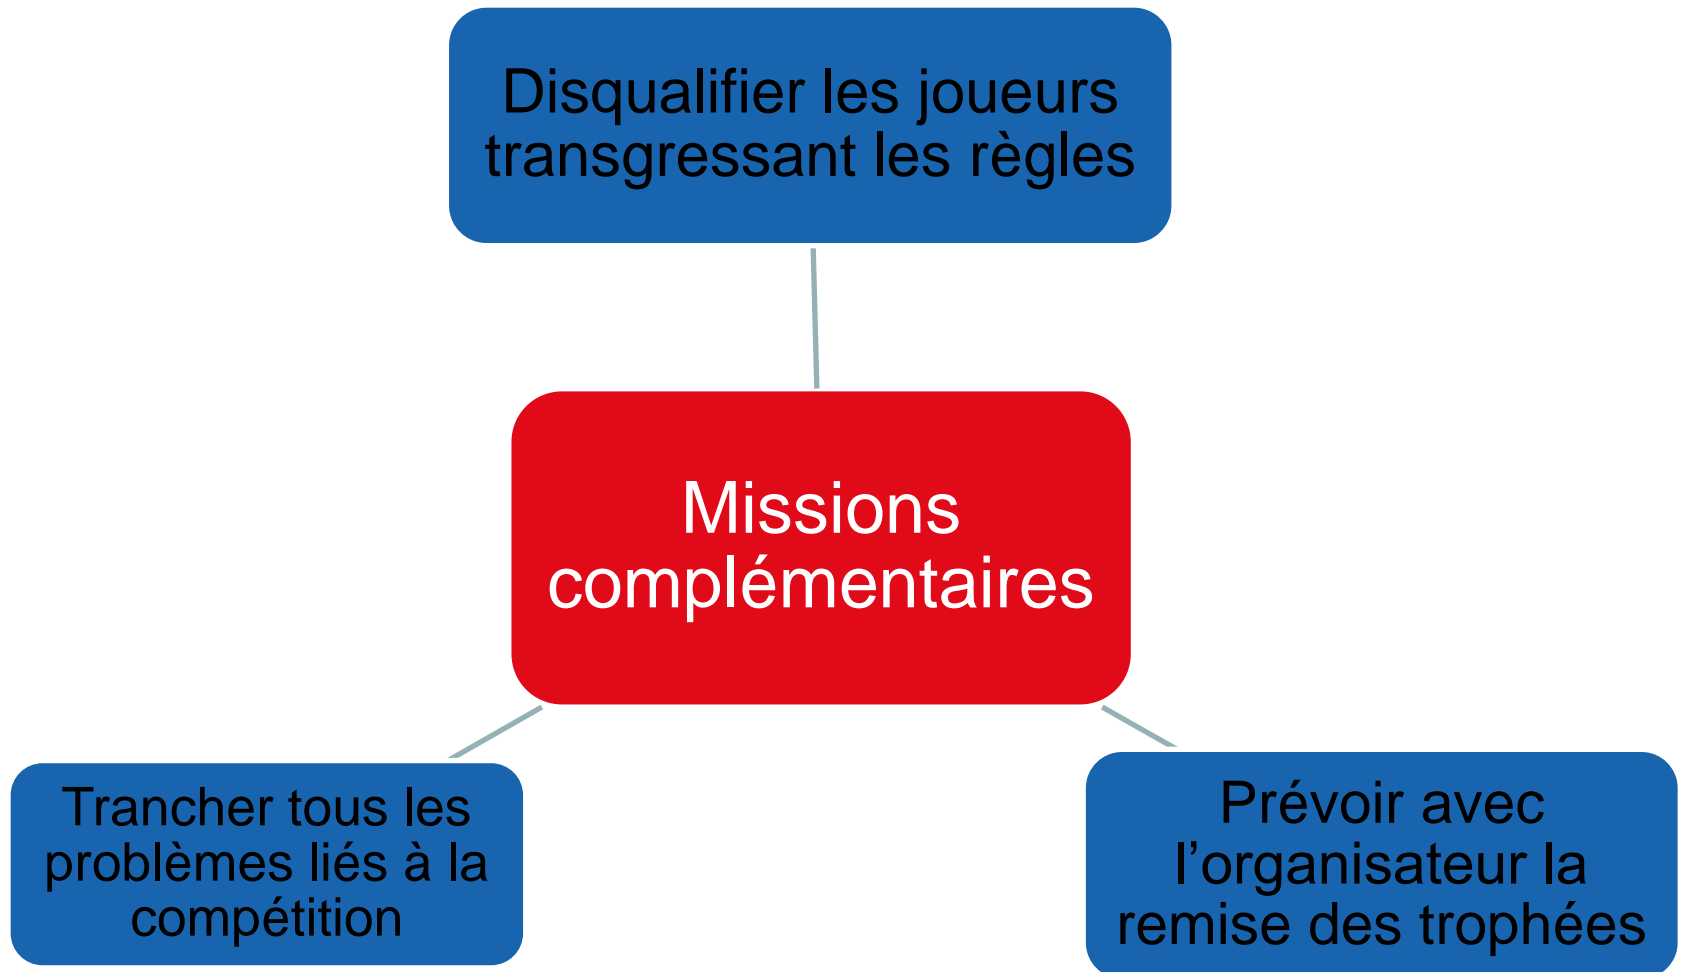 Disqualifier les joueurs
transgressant les règles
Missions
complémentaires
Trancher tous les
problèmes liés à la
compétition
Prévoir avec
l’organisateur la
remise des trophées